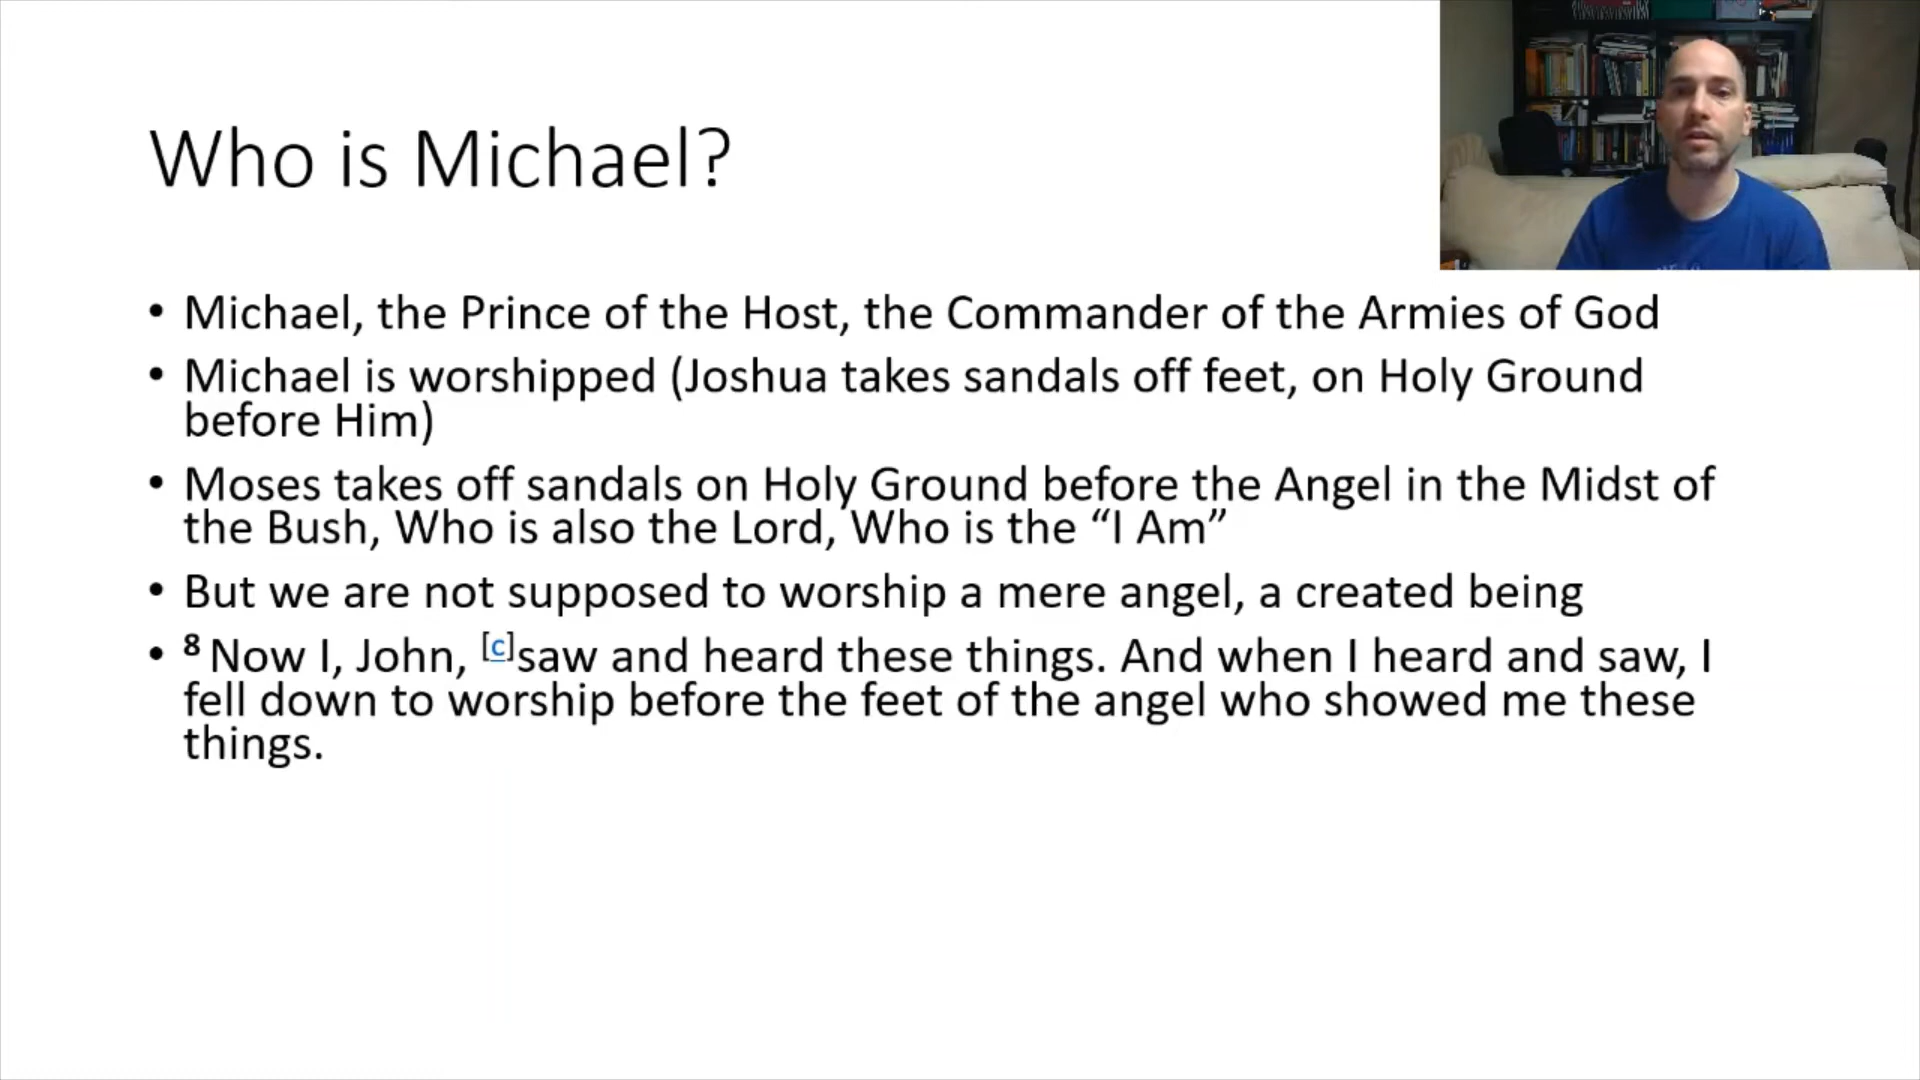 Who is Michael?
• Michael, the Prince of the Host, the Commander of the Armies of God
• Michael is worshipped (Joshua takes sandals off feet, on Holy Ground
before Him)
• Moses takes off sandals on Holy Ground before the Angel in the Midst of
the Bush, Who is also the Lord, Who is the “I Am”
• But we are not supposed to worship a mere angel, a created being
• 8 Now I, John, [c]saw and heard these things. And when I heard and saw, I
fell down to worship before the feet of the angel who showed me these
things.